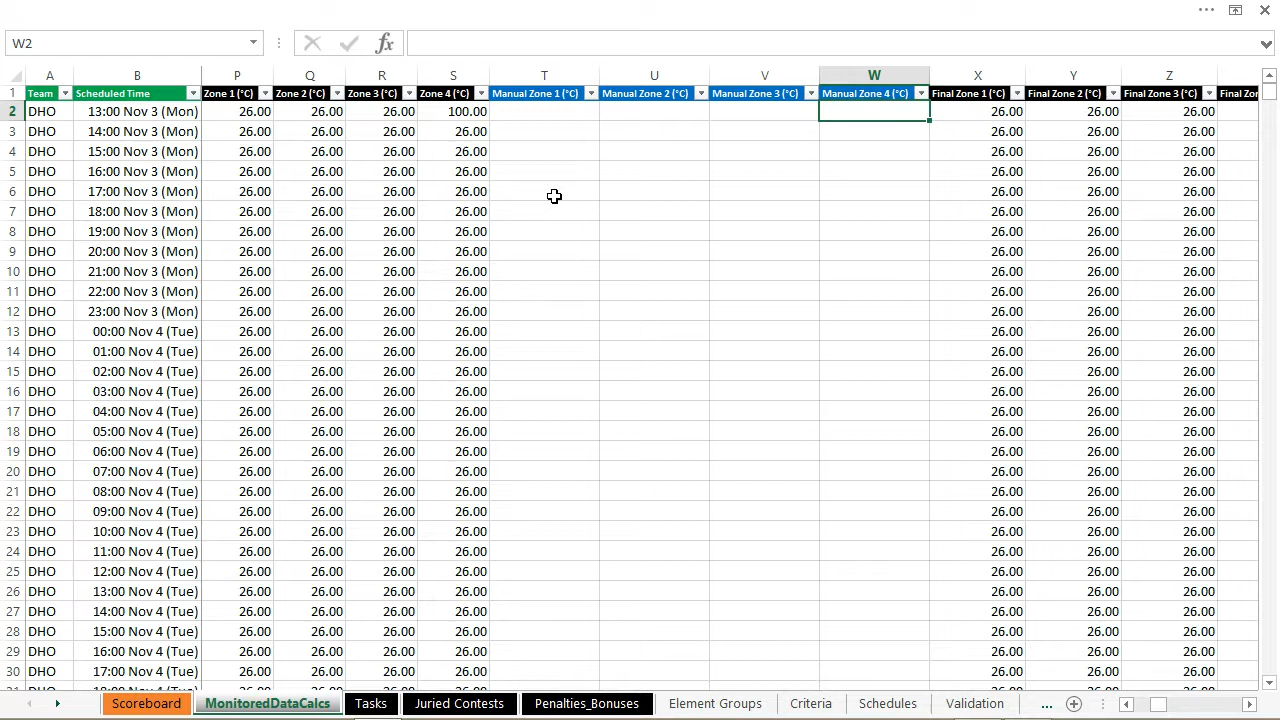 W2
fx
A B P Q R S T U V W X Y Z
1 Team Scheduled Time Zone 1 (°C) Zone 2 (°C) Zone 3 (°C) Zone 4 (°C) Manual Zone 1 (°C) Manual Zone 2 (°C) Manual Zone 3 (°C) Manual Zone 4 (°C) Final Zone 1 (°C) Final Zone 2 (°C) Final Zone 3 (°C) Final Zon
2 DHO 13:00 Nov 3 (Mon) 26.00 26.00 26.00 100.00 26.00 26.00 26.00
3 DHO 14:00 Nov 3 (Mon) 26.00 26.00 26.00 26.00 26.00 26.00 26.00
4 DHO 15:00 Nov 3 (Mon) 26.00 26.00 26.00 26.00 26.00 26.00 26.00
5 DHO 16:00 Nov 3 (Mon) 26.00 26.00 26.00 26.00 26.00 26.00 26.00
6 DHO 17:00 Nov 3 (Mon) 26.00 26.00 26.00 26.00 26.00 26.00 26.00
7 DHO 18:00 Nov 3 (Mon) 26.00 26.00 26.00 26.00 26.00 26.00 26.00
8 DHO 19:00 Nov 3 (Mon) 26.00 26.00 26.00 26.00 26.00 26.00 26.00
9 DHO 20:00 Nov 3 (Mon) 26.00 26.00 26.00 26.00 26.00 26.00 26.00
10 DHO 21:00 Nov 3 (Mon) 26.00 26.00 26.00 26.00 26.00 26.00 26.00
11 DHO 22:00 Nov 3 (Mon) 26.00 26.00 26.00 26.00 26.00 26.00 26.00
12 DHO 23:00 Nov 3 (Mon) 26.00 26.00 26.00 26.00 26.00 26.00 26.00
13 DHO 00:00 Nov 4 (Tue) 26.00 26.00 26.00 26.00 26.00 26.00 26.00
14 DHO 01:00 Nov 4 (Tue) 26.00 26.00 26.00 26.00 26.00 26.00 26.00
15 DHO 02:00 Nov 4 (Tue) 26.00 26.00 26.00 26.00 26.00 26.00 26.00
16 DHO 03:00 Nov 4 (Tue) 26.00 26.00 26.00 26.00 26.00 26.00 26.00
17 DHO 04:00 Nov 4 (Tue) 26.00 26.00 26.00 26.00 26.00 26.00 26.00
18 DHO 05:00 Nov 4 (Tue) 26.00 26.00 26.00 26.00 26.00 26.00 26.00
19 DHO 06:00 Nov 4 (Tue) 26.00 26.00 26.00 26.00 26.00 26.00 26.00
20 DHO 07:00 Nov 4 (Tue) 26.00 26.00 26.00 26.00 26.00 26.00 26.00
21 DHO 08:00 Nov 4 (Tue) 26.00 26.00 26.00 26.00 26.00 26.00 26.00
22 DHO 09:00 Nov 4 (Tue) 26.00 26.00 26.00 26.00 26.00 26.00 26.00
23 DHO 10:00 Nov 4 (Tue) 26.00 26.00 26.00 26.00 26.00 26.00 26.00
24 DHO 11:00 Nov 4 (Tue) 26.00 26.00 26.00 26.00 26.00 26.00 26.00
25 DHO 12:00 Nov 4 (Tue) 26.00 26.00 26.00 26.00 26.00 26.00 26.00
26 DHO 13:00 Nov 4 (Tue) 26.00 26.00 26.00 26.00 26.00 26.00 26.00
27 DHO 14:00 Nov 4 (Tue) 26.00 26.00 26.00 26.00 26.00 26.00 26.00
28 DHO 15:00 Nov 4 (Tue) 26.00 26.00 26.00 26.00 26.00 26.00 26.00
29 DHO 16:00 Nov 4 (Tue) 26.00 26.00 26.00 26.00 26.00 26.00 26.00
30 DHO 17:00 Nov 4 (Tue) 26.00 26.00 26.00 26.00 26.00 26.00 26.00
Scoreboard MonitoredDataCalcs Tasks Juried Contests Penalties_Bonuses Element Groups Criteria Schedules Validation ...